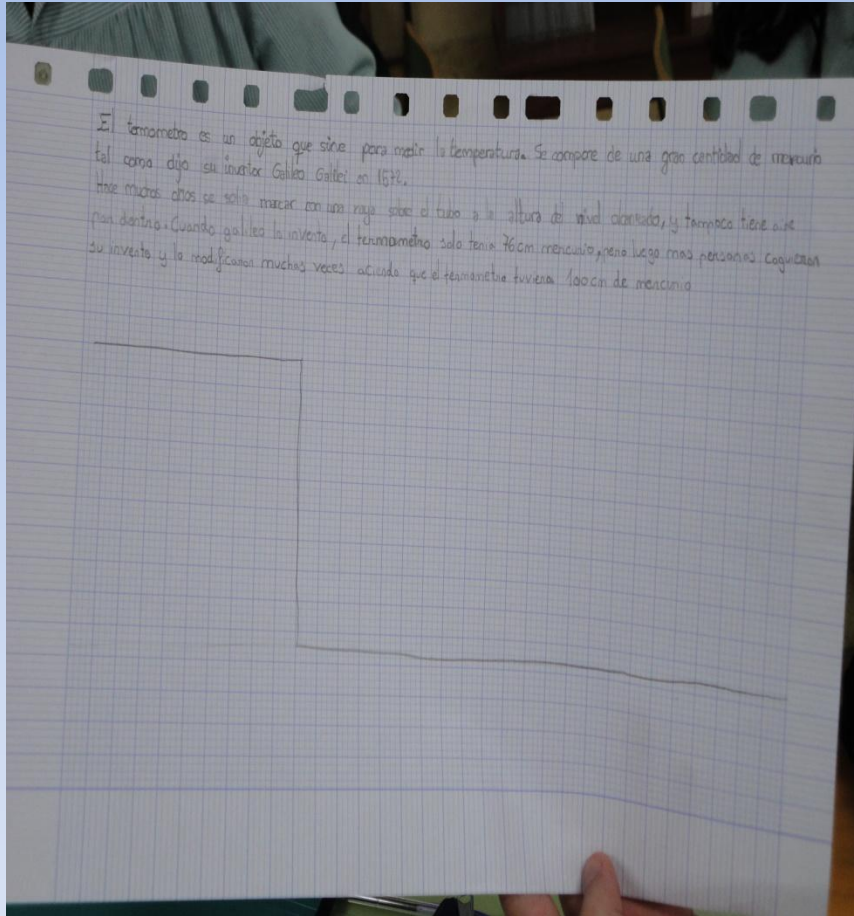 El termometro es un objeto que sirve para medir la temperatura. Se compone de una gran cantidad de mercurio
tal como dijo su inventor Galileo Galilei en 1672.
Hace muchos años se solia marcar con una raya sobre el tubo a la altura del nivel alcanzado, y tampoco tiene aire
por dentro. Cuando galileo lo invento, el termometro solo tenia 76cm mencunio, pero luego mas personas cogieron
su invento y lo modificaron muchas veces aciendo que el termometro tuviera 100cm de mencunio